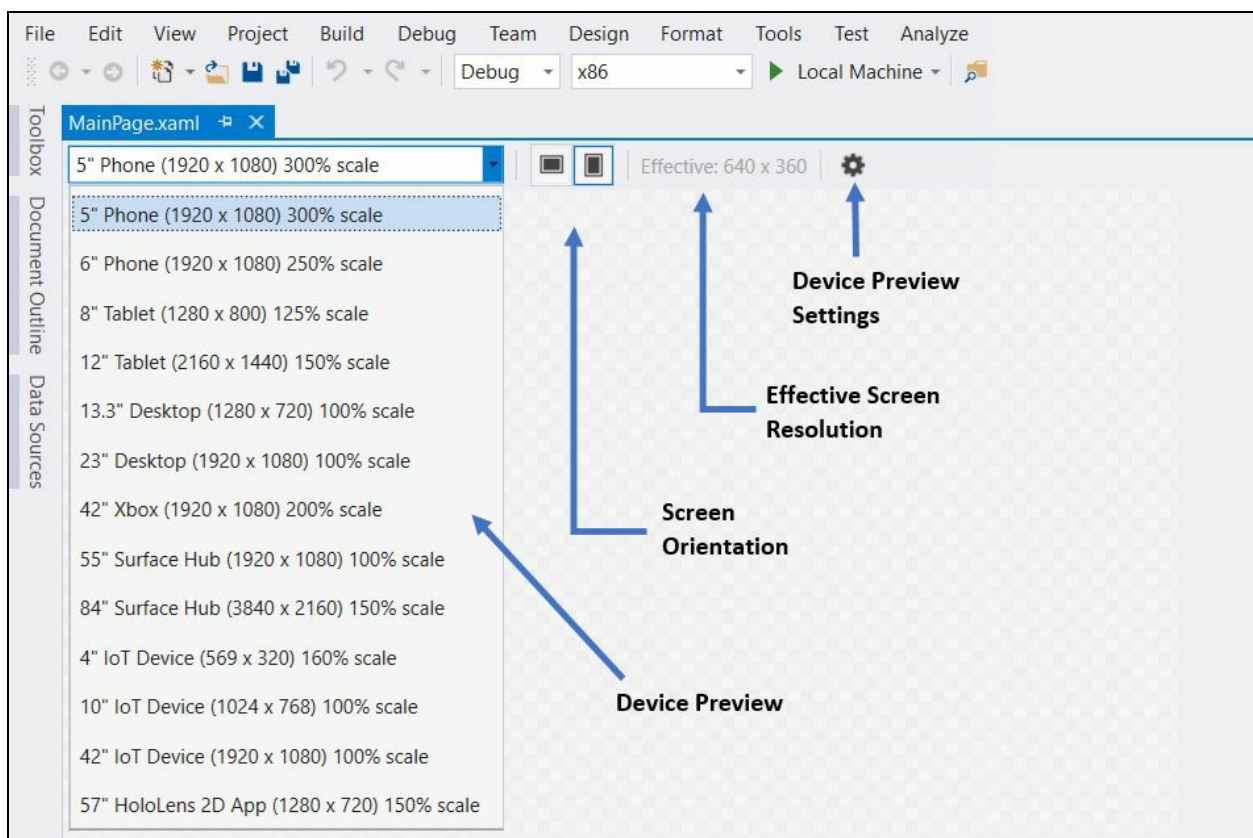 File Edit View Project Build Debug Team Design Format Tools Test Analyze
Debug x86 Local Machine
Toolbox
Document Outline
Data Sources
MainPage.xaml
5" Phone (1920 x 1080) 300% scale
Effective: 640 x 360
5" Phone (1920 x 1080) 300% scale
6" Phone (1920 x 1080) 250% scale
8" Tablet (1280 x 800) 125% scale
12" Tablet (2160 x 1440) 150% scale
13.3" Desktop (1280 x 720) 100% scale
23" Desktop (1920 x 1080) 100% scale
42" Xbox (1920 x 1080) 200% scale
55" Surface Hub (1920 x 1080) 100% scale
84" Surface Hub (3840 x 2160) 150% scale
4" IoT Device (569 x 320) 160% scale
10" IoT Device (1024 x 768) 100% scale
42" IoT Device (1920 x 1080) 100% scale
57" HoloLens 2D App (1280 x 720) 150% scale
Device Preview
Settings
Effective Screen
Resolution
Screen
Orientation
Device Preview